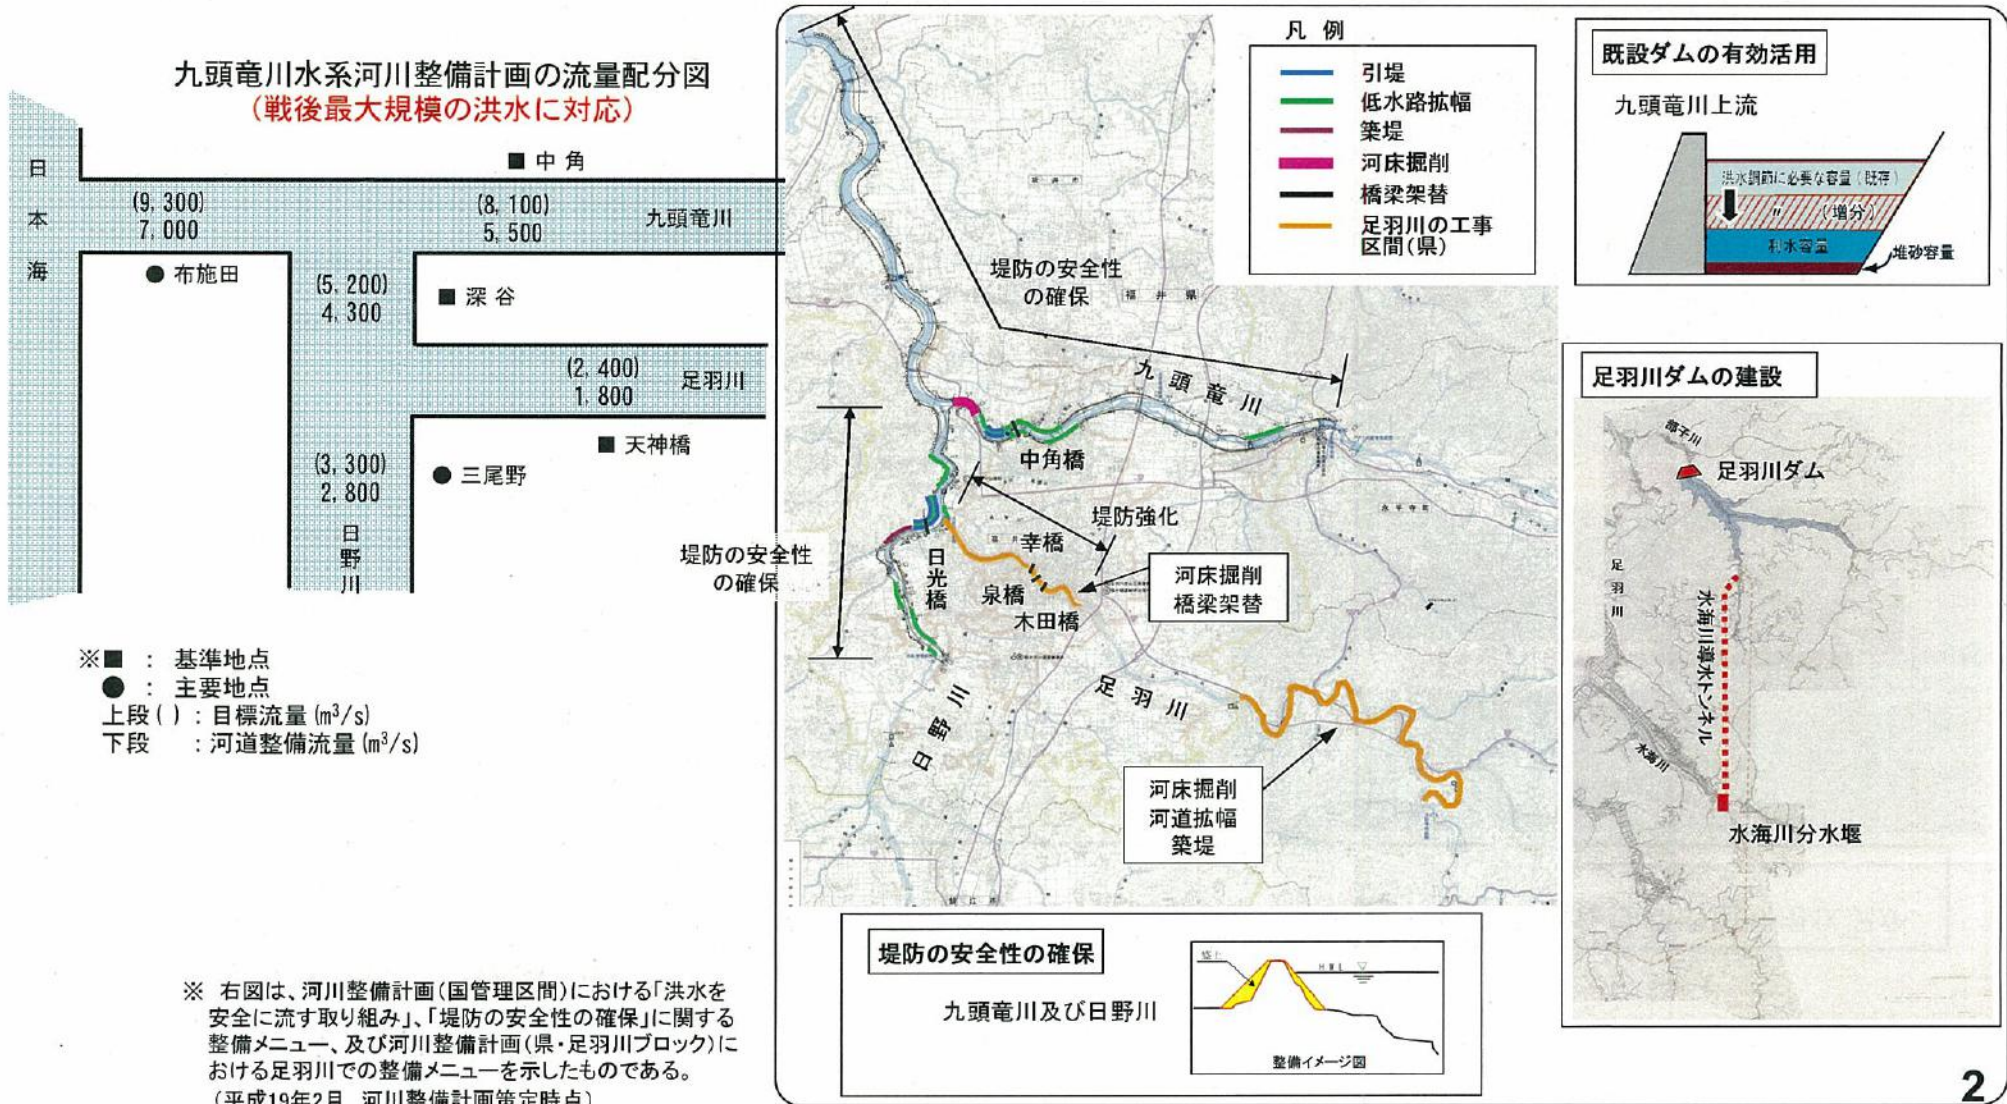 九頭竜川水系河川整備計画の流量配分図
(戦後最大規模の洪水に対応)
日本海
■ 中角
(9, 300)
7, 000
(8, 100)
5, 500
九頭竜川
● 布施田
(5, 200)
4, 300
■ 深谷
(2, 400)
1, 800
足羽川
■ 天神橋
(3, 300)
2, 800
● 三尾野
日野川
※■ : 基準地点
● : 主要地点
上段( ) : 目標流量(m³/s)
下段 : 河道整備流量(m³/s)
※ 右図は、河川整備計画(国管理区間)における「洪水を
安全に流す取り組み」、「堤防の安全性の確保」に関する
整備メニュー、及び河川整備計画(県・足羽川ブロック)に
おける足羽川での整備メニューを示したものである。
(平成19年2月 河川整備計画策定時点)
凡 例
引堤
低水路拡幅
築堤
河床掘削
橋梁架替
足羽川の工事
区間(県)
堤防の安全性
の確保
福井県
九頭竜川
中角橋
堤防強化
堤防の安全性
の確保
日光橋
幸橋
泉橋
木田橋
河床掘削
橋梁架替
永平寺町
足羽川
日野川
河床掘削
河道拡幅
築堤
堤防の安全性の確保
九頭竜川及び日野川
盛土
H.W.L
整備イメージ図
既設ダムの有効活用
九頭竜川上流
洪水調節に必要な容量(既存)
〃 (増分)
利水容量
堆砂容量
足羽川ダムの建設
部子川
足羽川ダム
足羽川
水海川導水トンネル
水海川
水海川分水堰
2